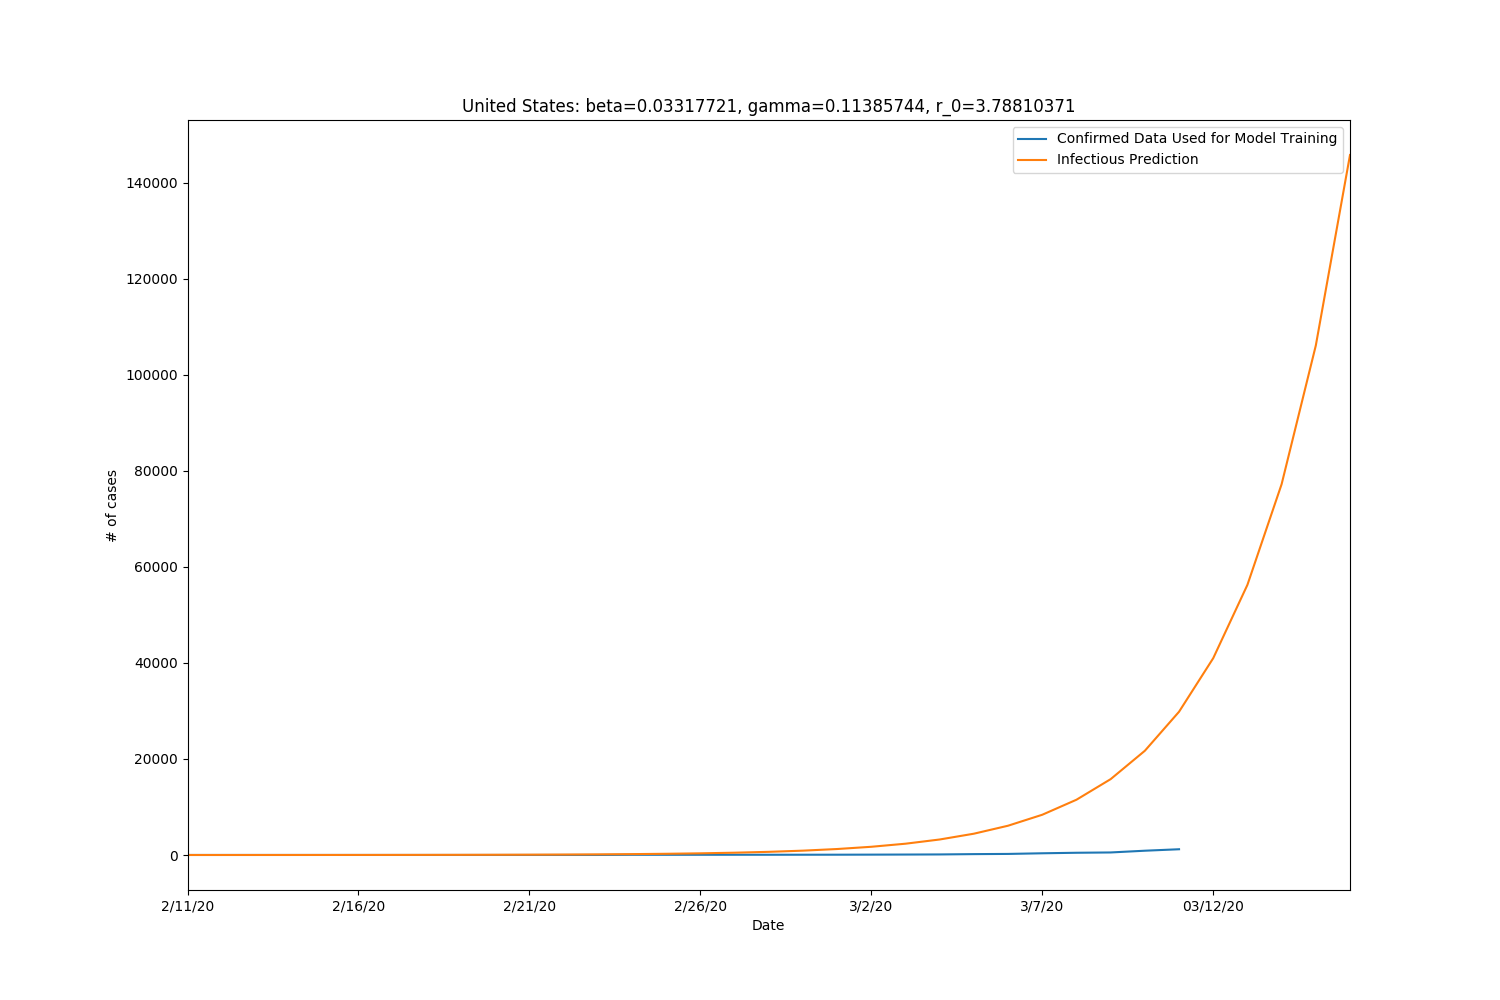 United States: beta=0.03317721, gamma=0.11385744, r_0=3.78810371
Confirmed Data Used for Model Training
Infectious Prediction
140000
120000
100000
80000
60000
40000
20000
0
# of cases
2/11/20 2/16/20 2/21/20 2/26/20 3/2/20 3/7/20 03/12/20
Date